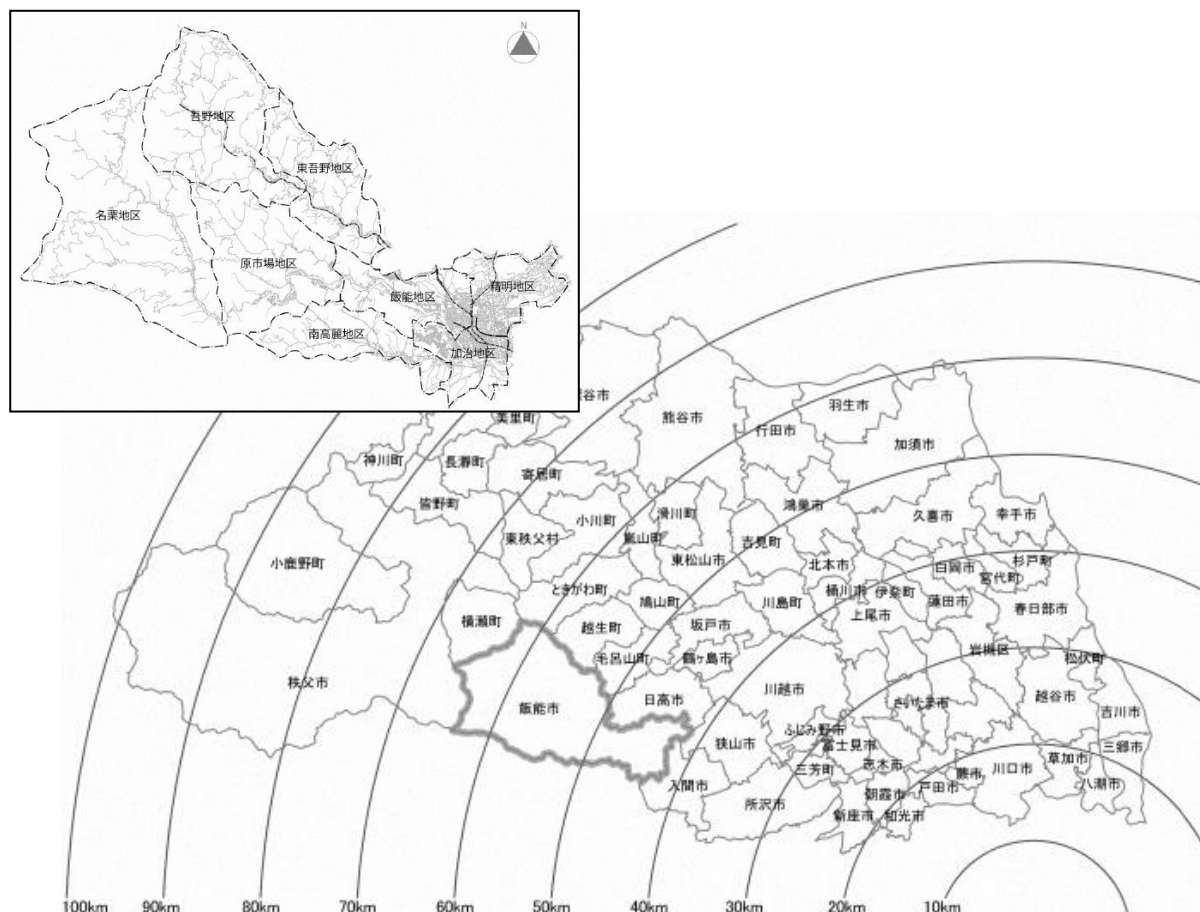 N
吾野地区
東吾野地区
名栗地区
原市場地区
飯能地区
精明地区
南高麗地区
加治地区
谷市
美里町
熊谷市
行田市
羽生市
加須市
神川町
長瀞町
寄居町
皆野町
小川町
嵐山町
滑川町
東松山市
吉見町
鴻巣市
久喜市
幸手市
東秩父村
小鹿野町
ときがわ町
北本市
白岡市
宮代町
杉戸町
横瀬町
越生町
鳩山町
坂戸市
川島町
桶川市
伊奈町
上尾市
蓮田市
春日部市
毛呂山町
鶴ヶ島市
岩槻区
松伏町
秩父市
飯能市
日高市
川越市
さいたま市
越谷市
吉川市
狭山市
ふじみ野市
富士見市
三芳町
志木市
入間市
所沢市
朝霞市
新座市
和光市
戸田市
蕨市
川口市
草加市
三郷市
八潮市
100km
90km
80km
70km
60km
50km
40km
30km
20km
10km